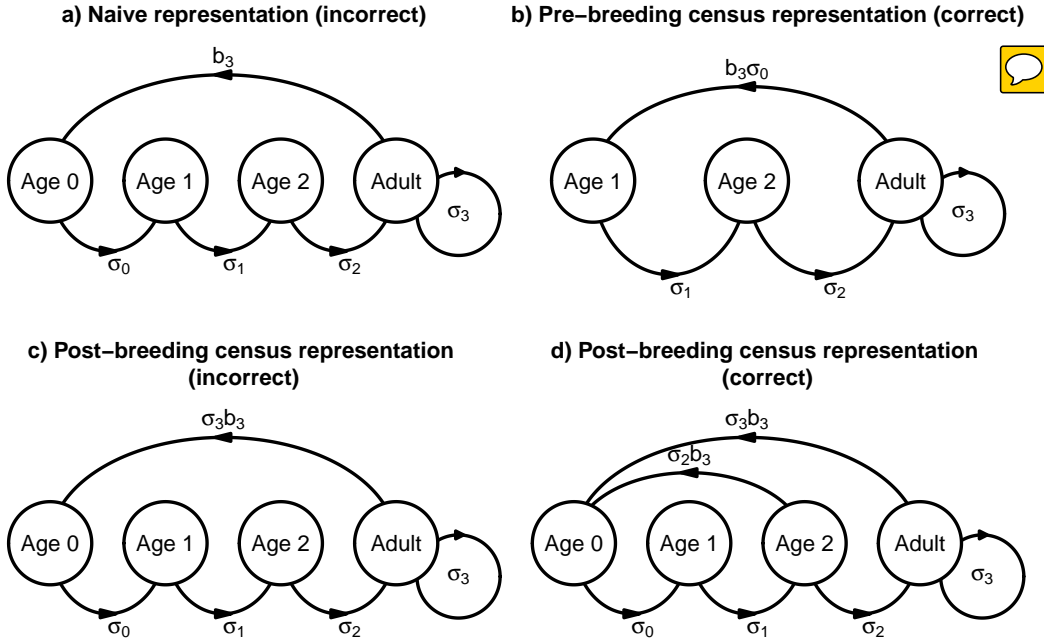 a) Naive representation (incorrect)
b₃
Age 0 Age 1 Age 2 Adult
σ₃
σ₀ σ₁ σ₂
b) Pre−breeding census representation (correct)
b₃σ₀
Age 1 Age 2 Adult
σ₃
σ₁ σ₂
c) Post−breeding census representation
(incorrect)
σ₃b₃
Age 0 Age 1 Age 2 Adult
σ₃
σ₀ σ₁ σ₂
d) Post−breeding census representation
(correct)
σ₃b₃
σ₂b₃
Age 0 Age 1 Age 2 Adult
σ₃
σ₀ σ₁ σ₂